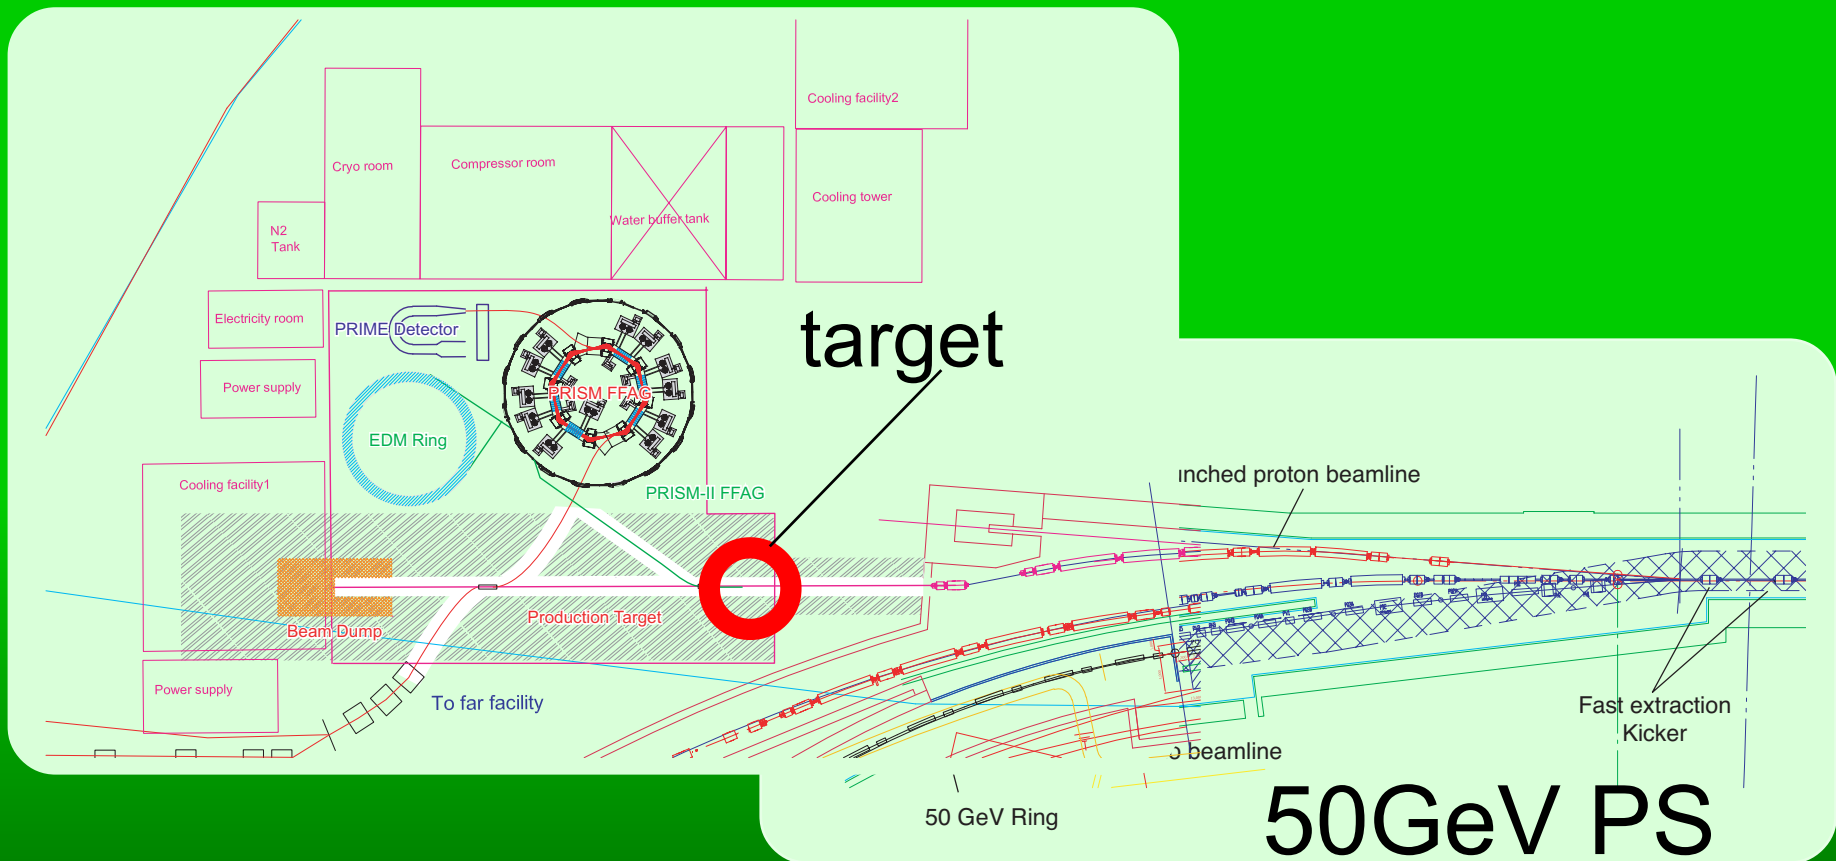 Cooling facility2
Cryo room
Compressor room
Water buffer tank
Cooling tower
N2
Tank
Electricity room
PRIME Detector
target
Power supply
PRISM FFAG
EDM Ring
Cooling facility1
PRISM-II FFAG
nched proton beamline
Production Target
Beam Dump
Power supply
To far facility
Fast extraction
Kicker
beamline
50 GeV Ring
50GeV PS